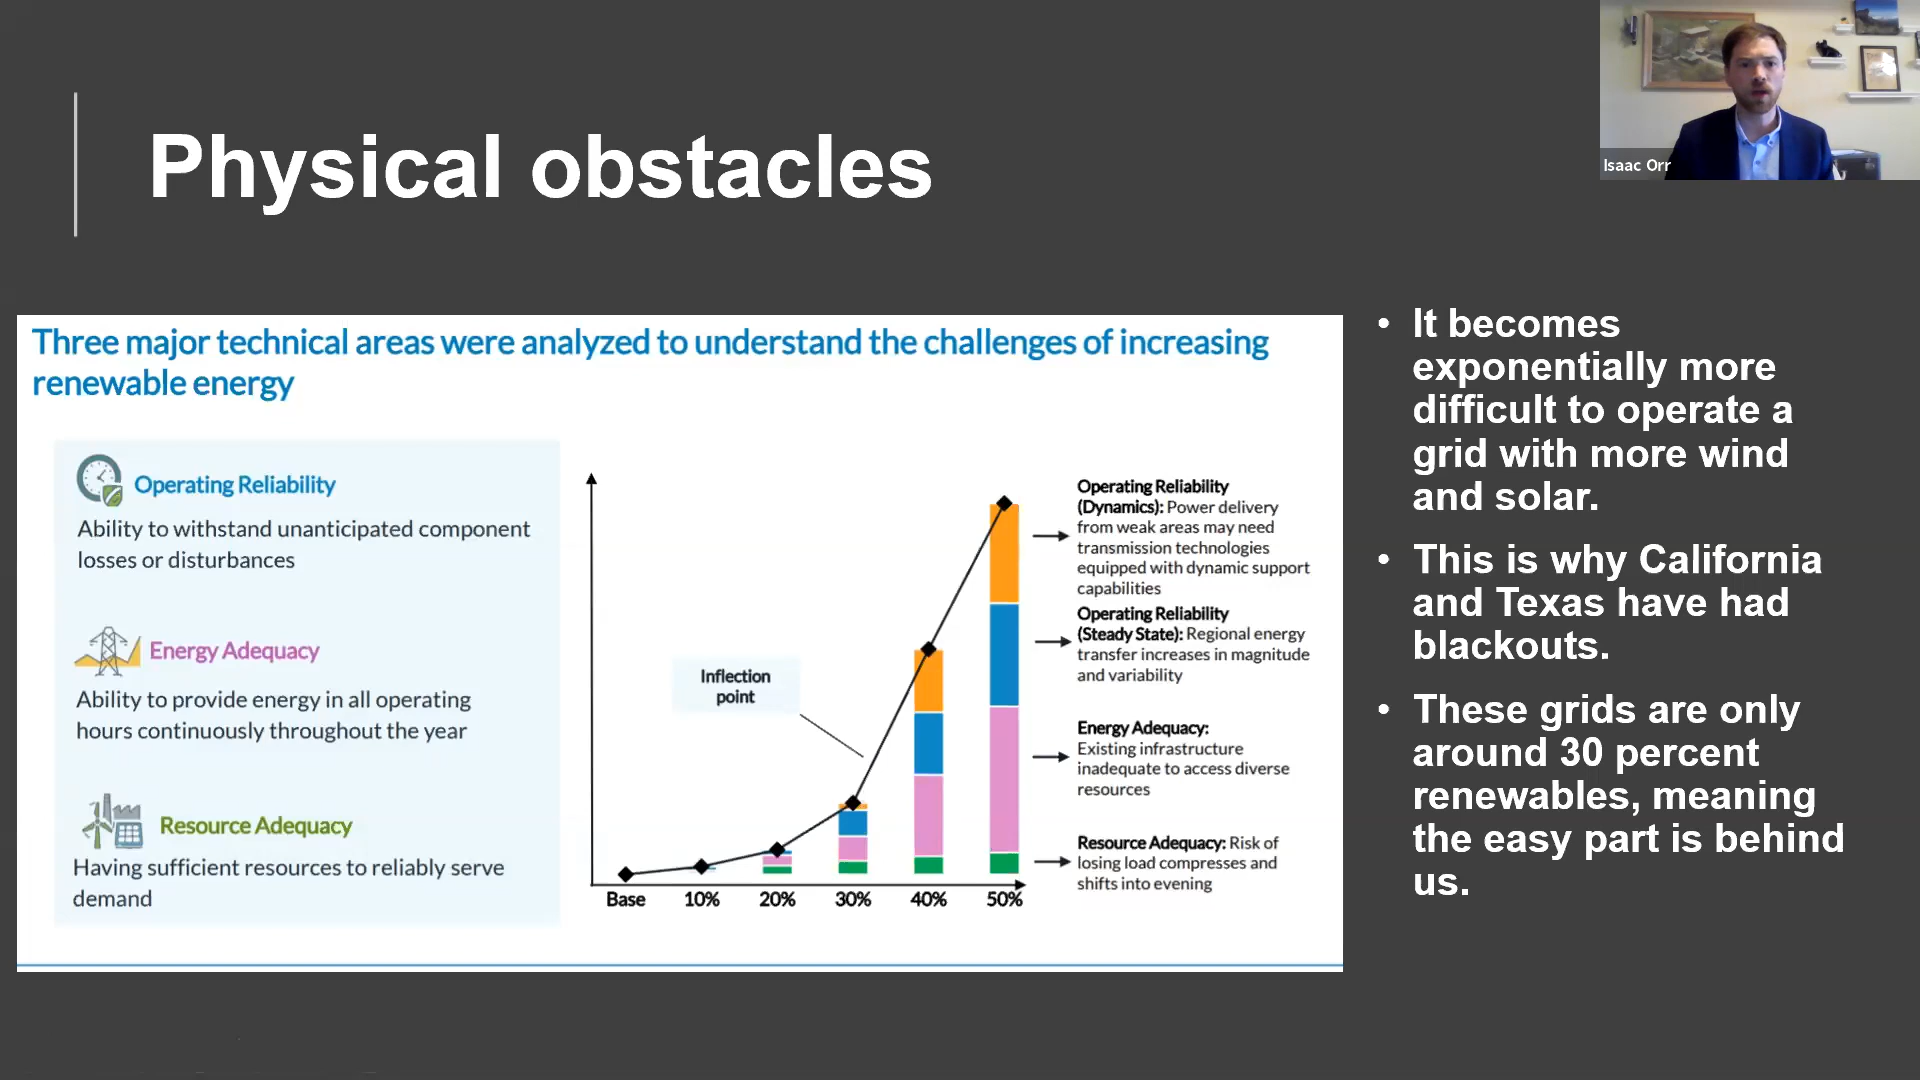 Physical obstacles
Isaac Orr
Three major technical areas were analyzed to understand the challenges of increasing
renewable energy
Operating Reliability
Ability to withstand unanticipated component
losses or disturbances
Energy Adequacy
Ability to provide energy in all operating
hours continuously throughout the year
Resource Adequacy
Having sufficient resources to reliably serve
demand
Inflection
point
Base 10% 20% 30% 40% 50%
Operating Reliability
(Dynamics): Power delivery
from weak areas may need
transmission technologies
equipped with dynamic support
capabilities
Operating Reliability
(Steady State): Regional energy
transfer increases in magnitude
and variability
Energy Adequacy:
Existing infrastructure
inadequate to access diverse
resources
Resource Adequacy: Risk of
losing load compresses and
shifts into evening
• It becomes
exponentially more
difficult to operate a
grid with more wind
and solar.
• This is why California
and Texas have had
blackouts.
• These grids are only
around 30 percent
renewables, meaning
the easy part is behind
us.